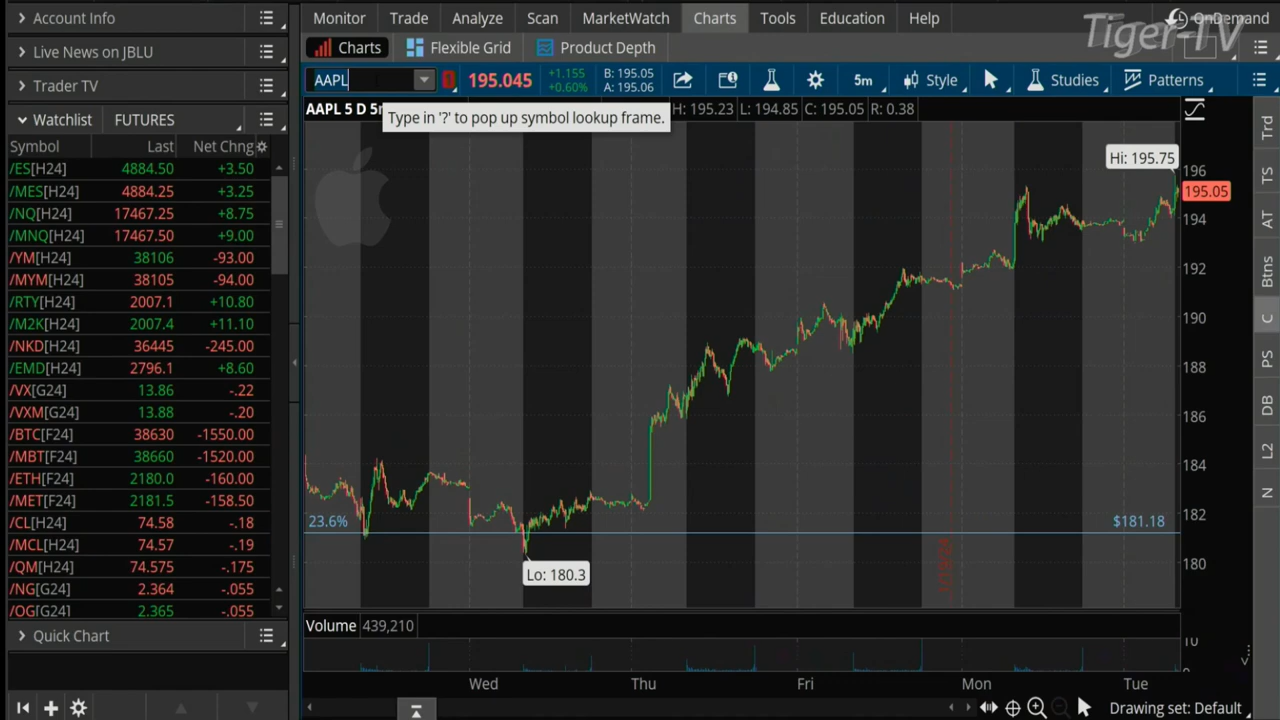 Account Info
Monitor Trade Analyze Scan MarketWatch Charts Tools Education Help
OnDemand
Tiger-TV
Live News on JBLU
Charts Flexible Grid Product Depth
Trader TV
AAPL 195.045 +1.155 +0.60% B: 195.05 A: 195.06 5m Style Studies Patterns
Watchlist FUTURES
AAPL 5 D 5m H: 195.23 L: 194.85 C: 195.05 R: 0.38
Type in '?' to pop up symbol lookup frame.
Symbol Last Net Chng
/ES[H24] 4884.50 +3.50
/MES[H24] 4884.25 +3.25
/NQ[H24] 17467.25 +8.75
/MNQ[H24] 17467.50 +9.00
/YM[H24] 38106 -93.00
/MYM[H24] 38105 -94.00
/RTY[H24] 2007.1 +10.80
/M2K[H24] 2007.4 +11.10
/NKD[H24] 36445 -245.00
/EMD[H24] 2796.1 +8.60
/VX[G24] 13.86 -.22
/VXM[G24] 13.88 -.20
/BTC[F24] 38630 -1550.00
/MBT[F24] 38660 -1520.00
/ETH[F24] 2180.0 -160.00
/MET[F24] 2181.5 -158.50
/CL[H24] 74.58 -.18
/MCL[H24] 74.57 -.19
/QM[H24] 74.575 -.175
/NG[G24] 2.364 -.055
/QG[G24] 2.365 -.055
Quick Chart
Hi: 195.75
196
195.05
194
192
190
188
186
184
182
180
23.6%
$181.18
Lo: 180.3
Volume 439,210
10
Wed Thu Fri Mon Tue
Drawing set: Default
Trd
TS
AT
Btns
C
PS
DB
L2
N